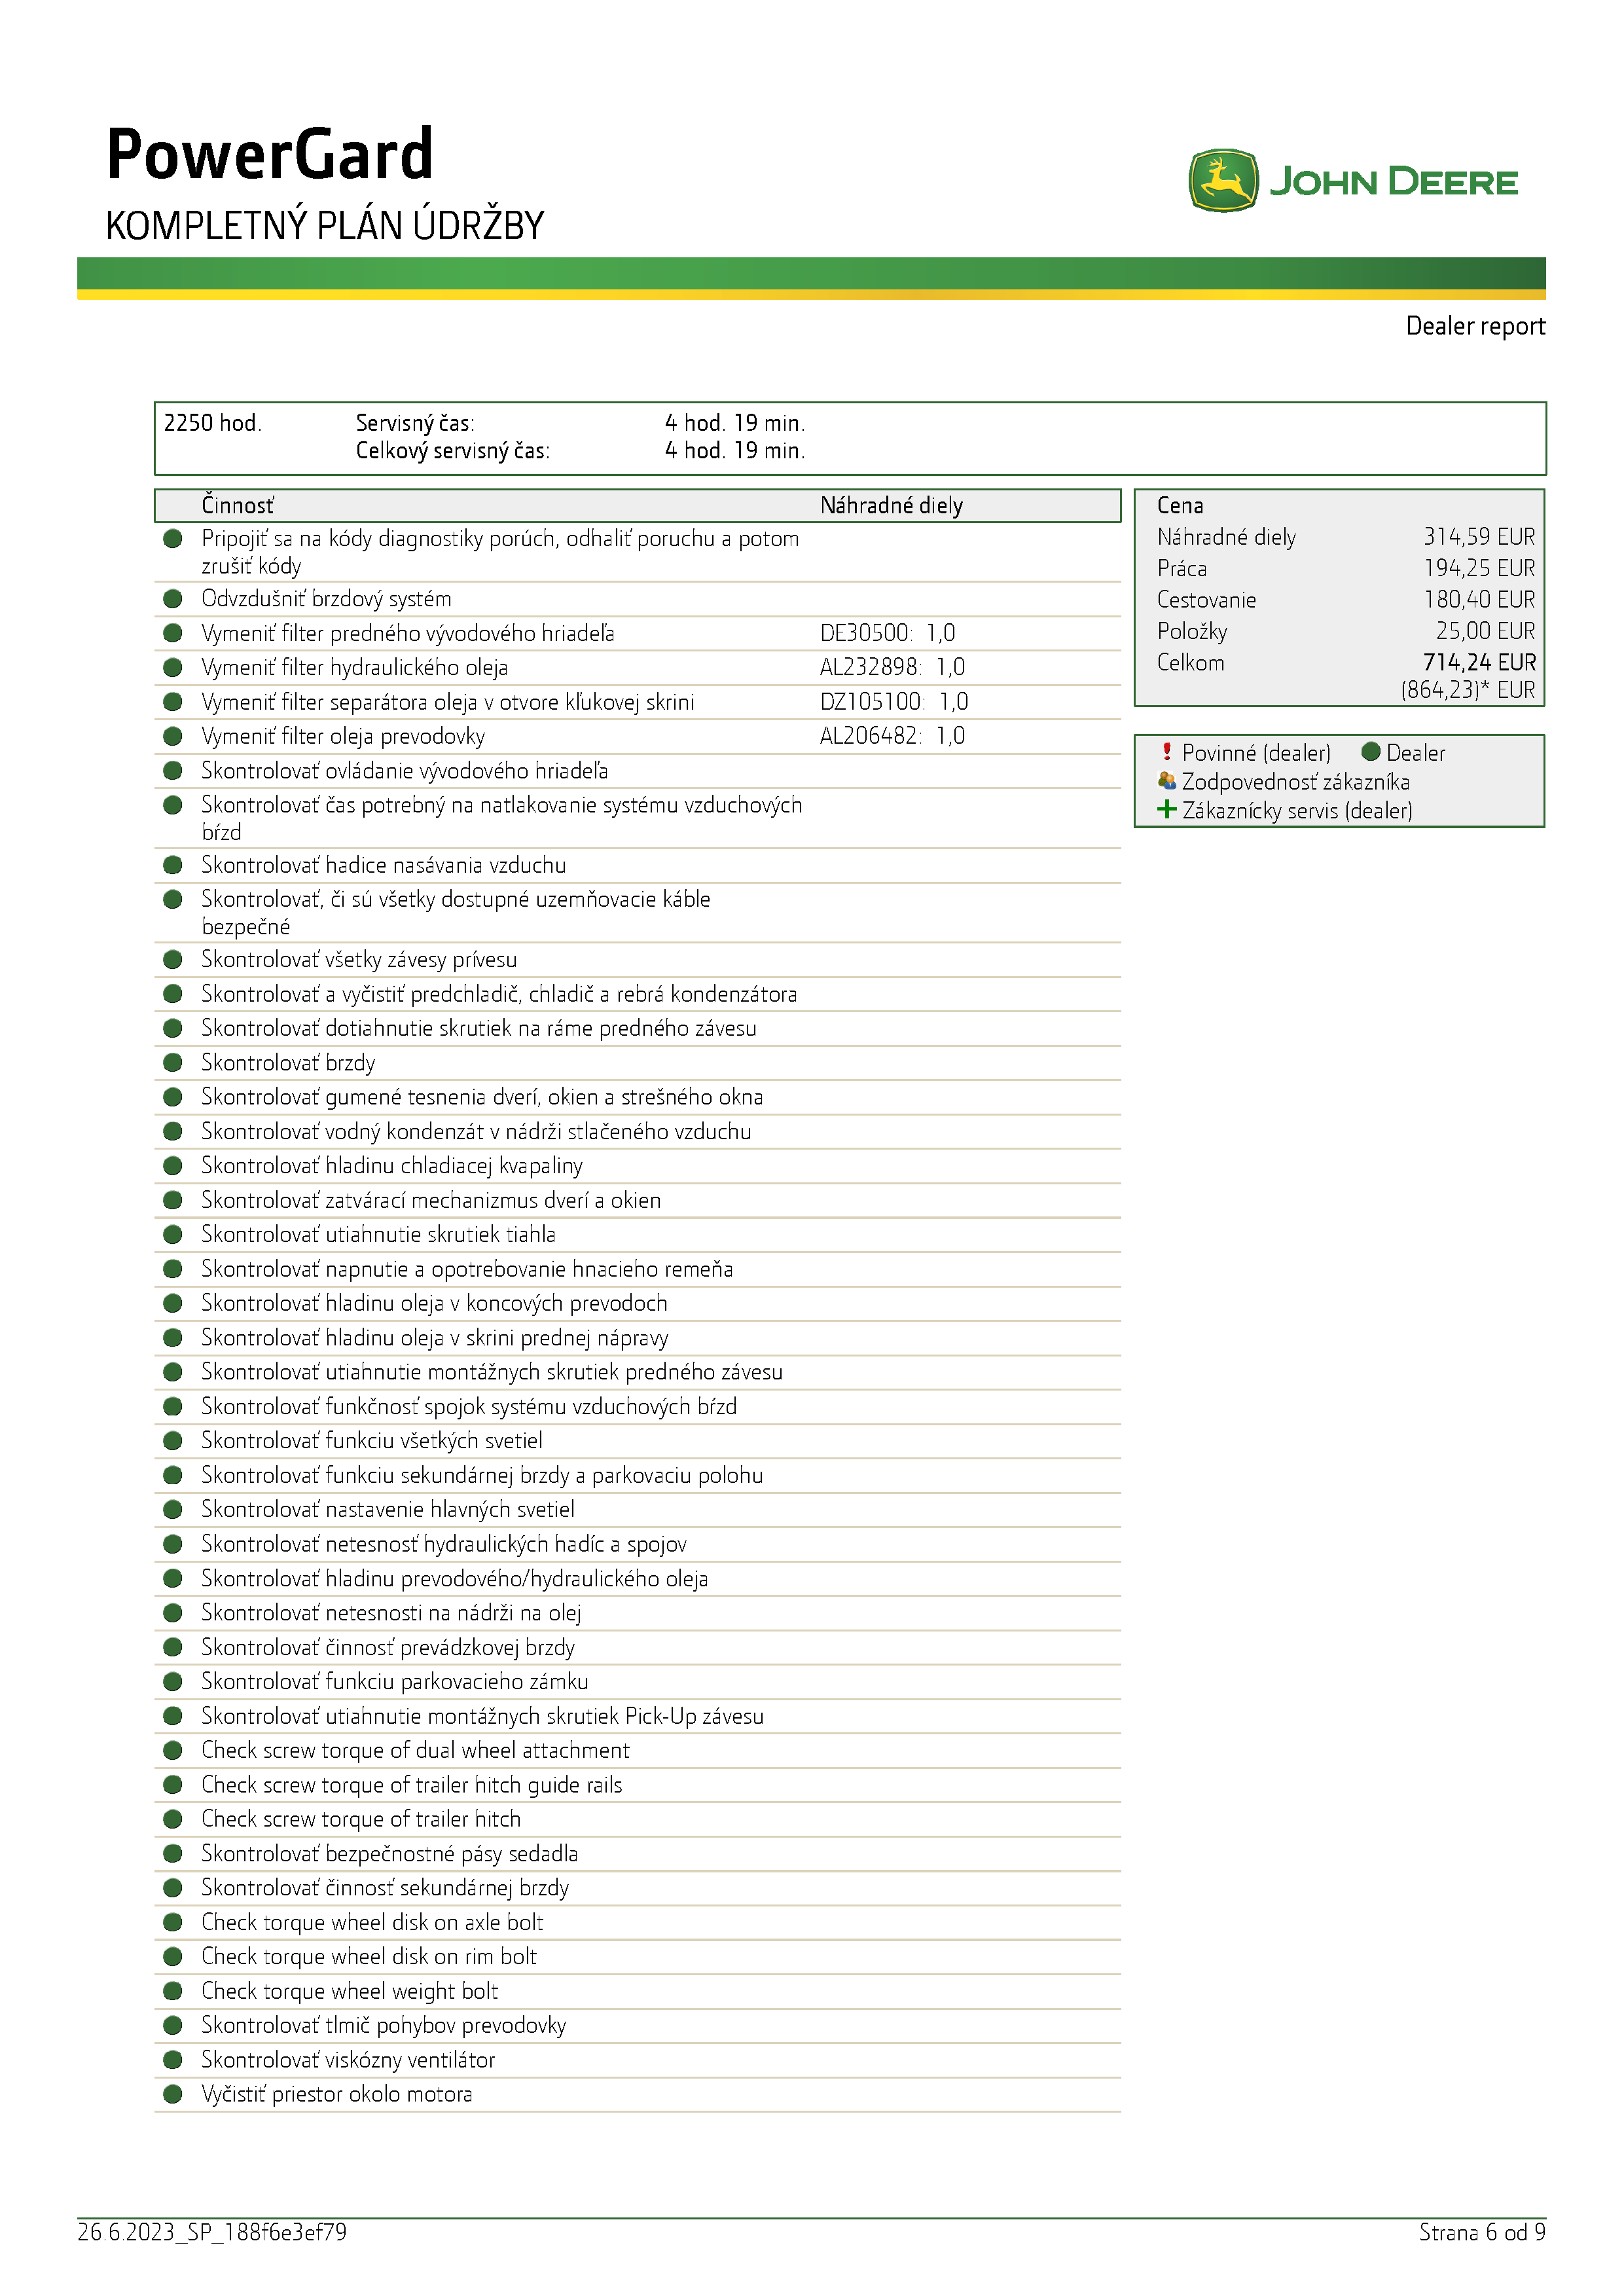 PowerGard
KOMPLETNÝ PLÁN ÚDRŽBY
JOHN DEERE
Dealer report
2250 hod. Servisný čas: 4 hod. 19 min.
Celkový servisný čas: 4 hod. 19 min.
Činnosť Náhradné diely
Pripojiť sa na kódy diagnostiky porúch, odhaliť poruchu a potom
zrušiť kódy
Odvzdušniť brzdový systém
Vymeniť filter predného vývodového hriadeľa DE30500: 1,0
Vymeniť filter hydraulického oleja AL232898: 1,0
Vymeniť filter separátora oleja v otvore kľukovej skrini DZ105100: 1,0
Vymeniť filter oleja prevodovky AL206482: 1,0
Skontrolovať ovládanie vývodového hriadeľa
Skontrolovať čas potrebný na natlakovanie systému vzduchových
bŕzd
Skontrolovať hadice nasávania vzduchu
Skontrolovať, či sú všetky dostupné uzemňovacie káble
bezpečné
Skontrolovať všetky závesy prívesu
Skontrolovať a vyčistiť predchladič, chladič a rebrá kondenzátora
Skontrolovať dotiahnutie skrutiek na ráme predného závesu
Skontrolovať brzdy
Skontrolovať gumené tesnenia dverí, okien a strešného okna
Skontrolovať vodný kondenzát v nádrži stlačeného vzduchu
Skontrolovať hladinu chladiacej kvapaliny
Skontrolovať zatvárací mechanizmus dverí a okien
Skontrolovať utiahnutie skrutiek tiahla
Skontrolovať napnutie a opotrebovanie hnacieho remeňa
Skontrolovať hladinu oleja v koncových prevodoch
Skontrolovať hladinu oleja v skrini prednej nápravy
Skontrolovať utiahnutie montážnych skrutiek predného závesu
Skontrolovať funkčnosť spojok systému vzduchových bŕzd
Skontrolovať funkciu všetkých svetiel
Skontrolovať funkciu sekundárnej brzdy a parkovaciu polohu
Skontrolovať nastavenie hlavných svetiel
Skontrolovať netesnosť hydraulických hadíc a spojov
Skontrolovať hladinu prevodového/hydraulického oleja
Skontrolovať netesnosti na nádrži na olej
Skontrolovať činnosť prevádzkovej brzdy
Skontrolovať funkciu parkovacieho zámku
Skontrolovať utiahnutie montážnych skrutiek Pick-Up závesu
Check screw torque of dual wheel attachment
Check screw torque of trailer hitch guide rails
Check screw torque of trailer hitch
Skontrolovať bezpečnostné pásy sedadla
Skontrolovať činnosť sekundárnej brzdy
Check torque wheel disk on axle bolt
Check torque wheel disk on rim bolt
Check torque wheel weight bolt
Skontrolovať tlmič pohybov prevodovky
Skontrolovať viskózny ventilátor
Vyčistiť priestor okolo motora
Cena
Náhradné diely 314,59 EUR
Práca 194,25 EUR
Cestovanie 180,40 EUR
Položky 25,00 EUR
Celkom 714,24 EUR
(864,23)* EUR
Povinné (dealer) Dealer
Zodpovednosť zákazníka
Zákaznícky servis (dealer)
26.6.2023_SP_188f6e3ef79 Strana 6 od 9